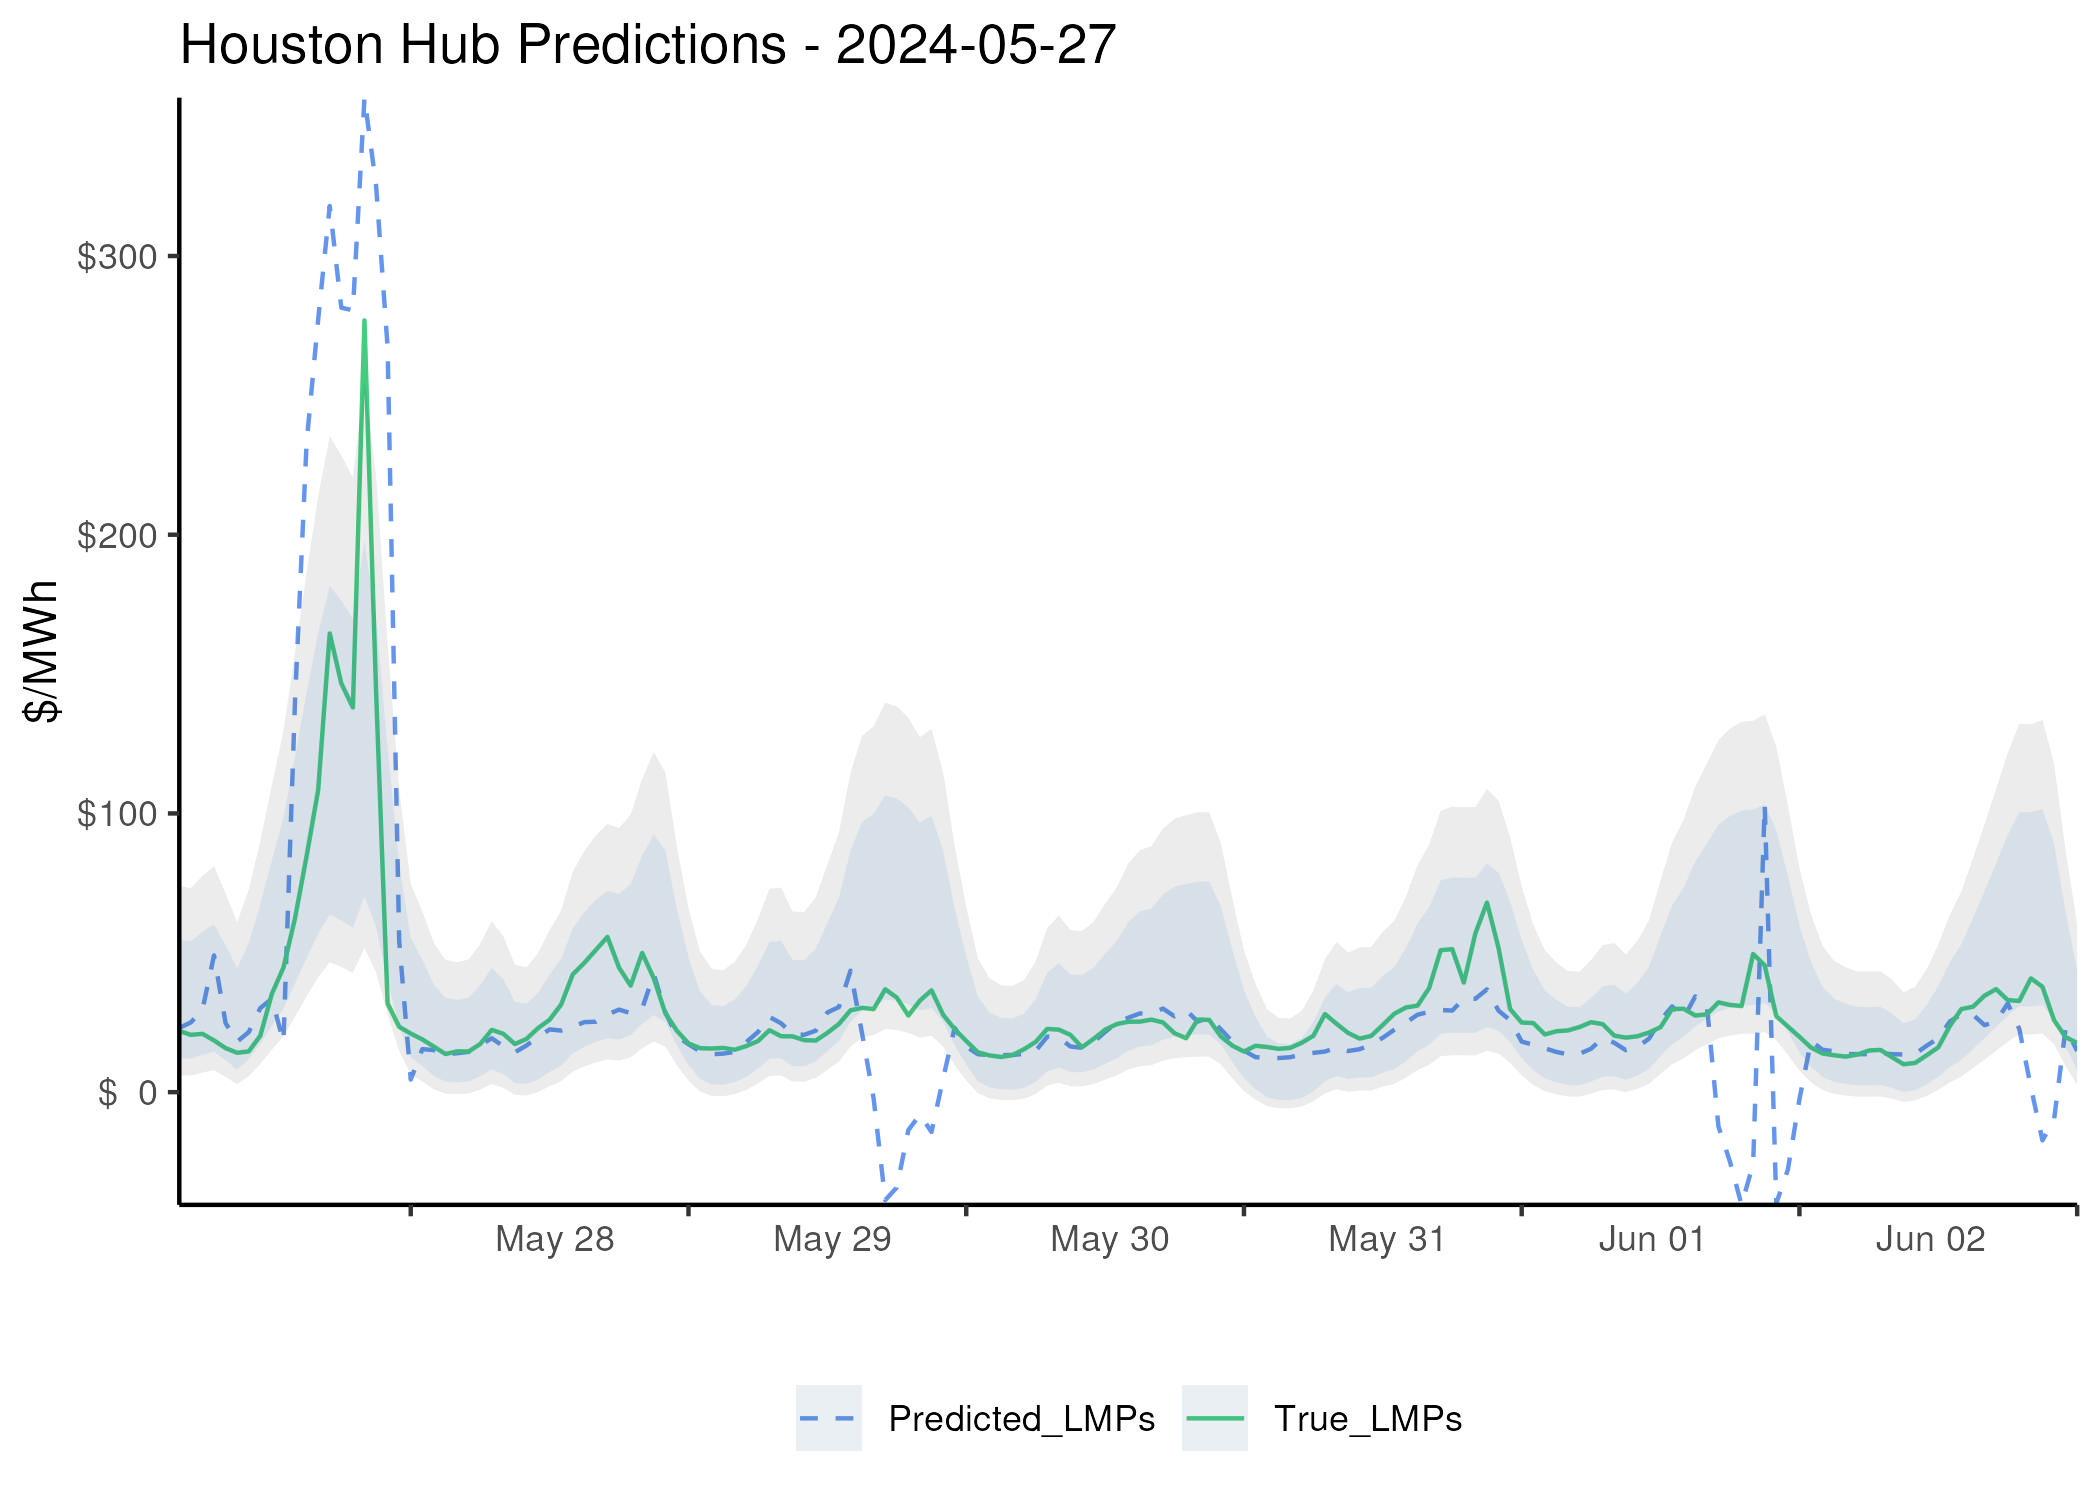 Houston Hub Predictions - 2024-05-27
$/MWh
$300
$200
$100
$  0
May 28
May 29
May 30
May 31
Jun 01
Jun 02
Predicted_LMPs
True_LMPs